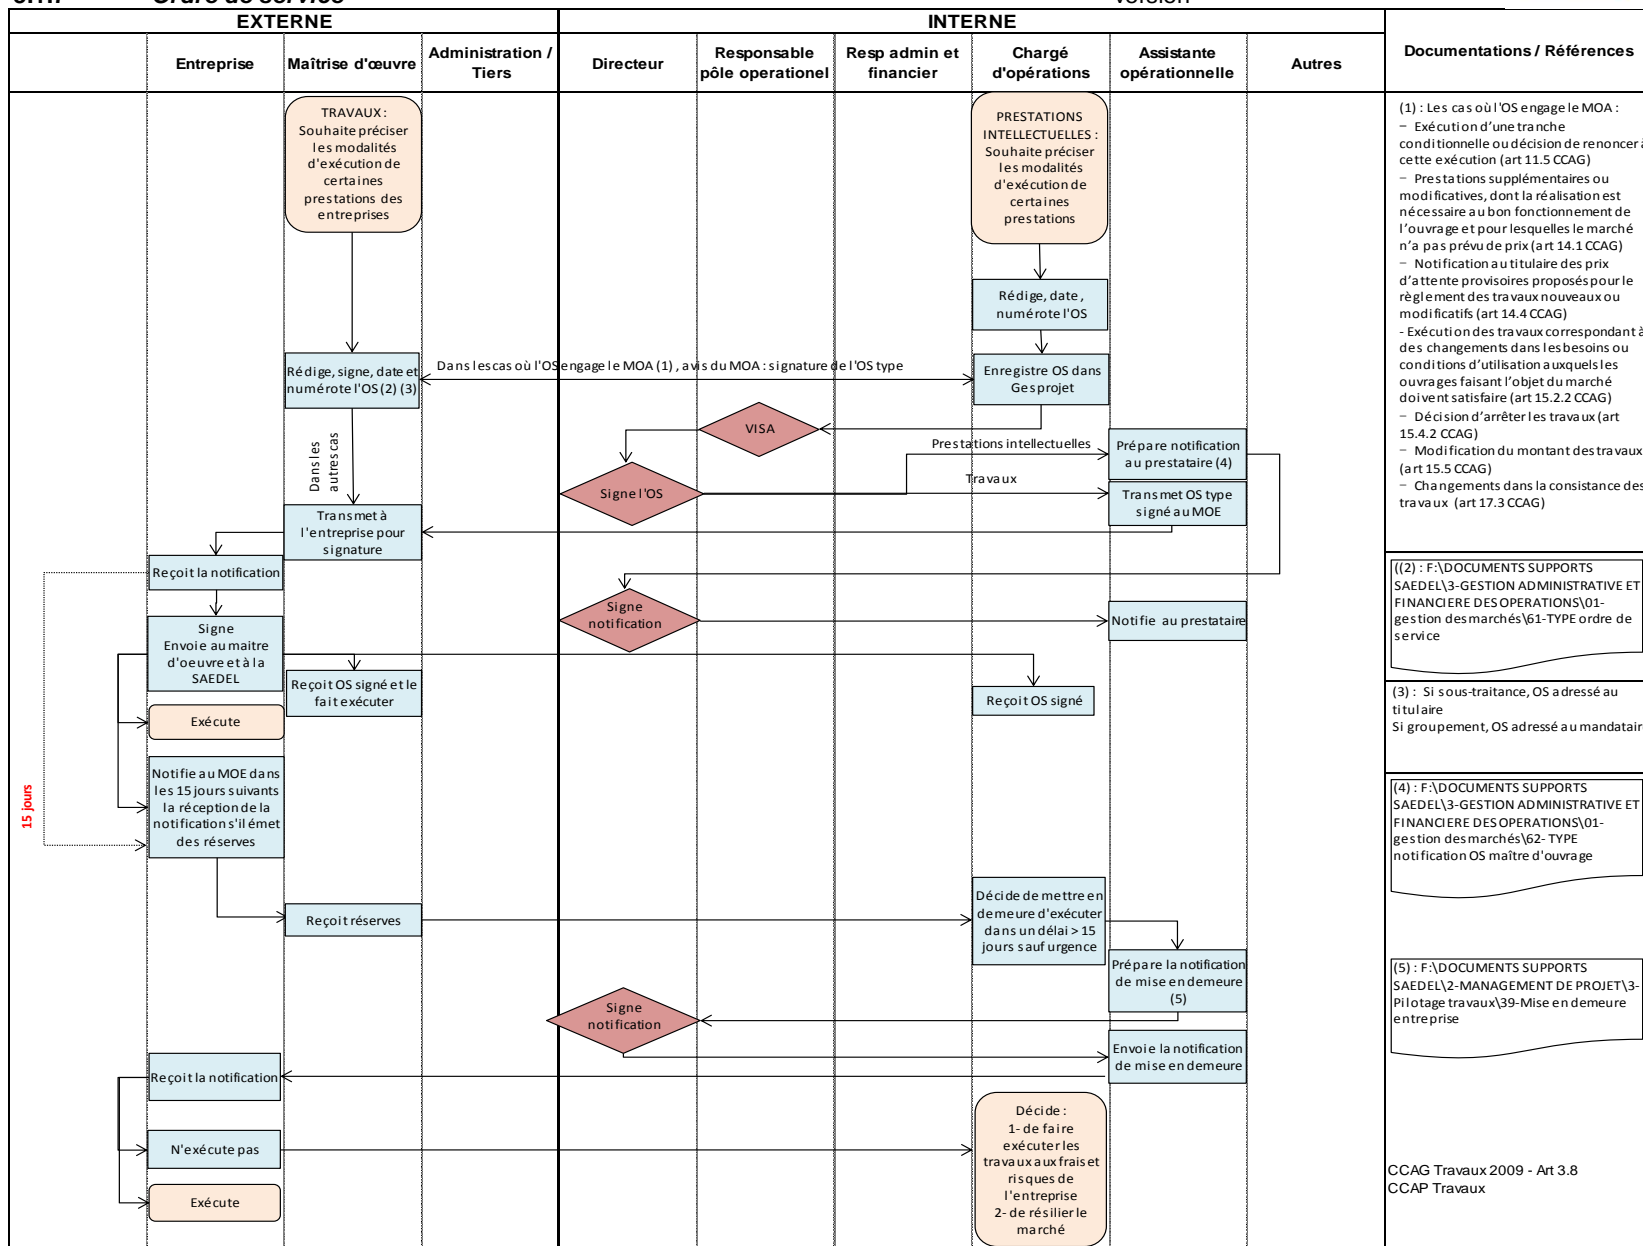 Ordre de service
version
EXTERNE
INTERNE
Entreprise
Maîtrise d'œuvre
Administration /
Tiers
Directeur
Responsable
pôle operationel
Resp admin et
financier
Chargé
d'opérations
Assistante
opérationnelle
Autres
Documentations / Références
TRAVAUX :
Souhaite préciser
les modalités
d'exécution de
certaines
prestations des
entreprises
PRESTATIONS
INTELLECTUELLES :
Souhaite préciser
les modalités
d'exécution de
certaines
prestations
Rédige, date,
numérote l'OS
Rédige, signe, date et
numérote l'OS (2) (3)
Dans les cas où l'OS engage le MOA (1) , avis du MOA : signature de l'OS type
Enregistre OS dans
Gesprojet
VISA
Dans les
autres cas
Prestations intellectuelles
Prépare notification
au prestataire (4)
Signe l'OS
Travaux
Transmet OS type
signé au MOE
Transmet à
l'entreprise pour
signature
Reçoit la notification
Signe
notification
Notifie au prestataire
Signe
Envoie au maitre
d'oeuvre et à la
SAEDEL
Reçoit OS signé et le
fait exécuter
Reçoit OS signé
Exécute
Notifie au MOE dans
les 15 jours suivants
la réception de la
notification s'il émet
des réserves
15 jours
Reçoit réserves
Décide de mettre en
demeure d'exécuter
dans un délai > 15
jours sauf urgence
Prépare la notification
de mise en demeure
(5)
Signe
notification
Envoie la notification
de mise en demeure
Reçoit la notification
N'exécute pas
Exécute
Décide :
1- de faire
exécuter les
travaux aux frais et
risques de
l'entreprise
2- de résilier le
marché
(1) : Les cas où l'OS engage le MOA :
− Exécution d'une tranche
conditionnelle ou décision de renoncer à
cette exécution (art 11.5 CCAG)
− Prestations supplémentaires ou
modificatives, dont la réalisation est
nécessaire au bon fonctionnement de
l'ouvrage et pour lesquelles le marché
n'a pas prévu de prix (art 14.1 CCAG)
− Notification au titulaire des prix
d'attente provisoires proposés pour le
règlement des travaux nouveaux ou
modificatifs (art 14.4 CCAG)
- Exécution des travaux correspondant à
des changements dans les besoins ou
conditions d'utilisation auxquels les
ouvrages faisant l'objet du marché
doivent satisfaire (art 15.2.2 CCAG)
− Décision d'arrêter les travaux (art
15.4.2 CCAG)
− Modification du montant des travaux
(art 15.5 CCAG)
− Changements dans la consistance des
travaux (art 17.3 CCAG)
((2) : F:\DOCUMENTS SUPPORTS
SAEDEL\3-GESTION ADMINISTRATIVE ET
FINANCIERE DES OPERATIONS\01-
gestion des marchés\61-TYPE ordre de
service
(3) : Si sous-traitance, OS adressé au
titulaire
Si groupement, OS adressé au mandatair
(4) : F:\DOCUMENTS SUPPORTS
SAEDEL\3-GESTION ADMINISTRATIVE ET
FINANCIERE DES OPERATIONS\01-
gestion des marchés\62- TYPE
notification OS maître d'ouvrage
(5) : F:\DOCUMENTS SUPPORTS
SAEDEL\2-MANAGEMENT DE PROJET\3-
Pilotage travaux\39-Mise en demeure
entreprise
CCAG Travaux 2009 - Art 3.8
CCAP Travaux